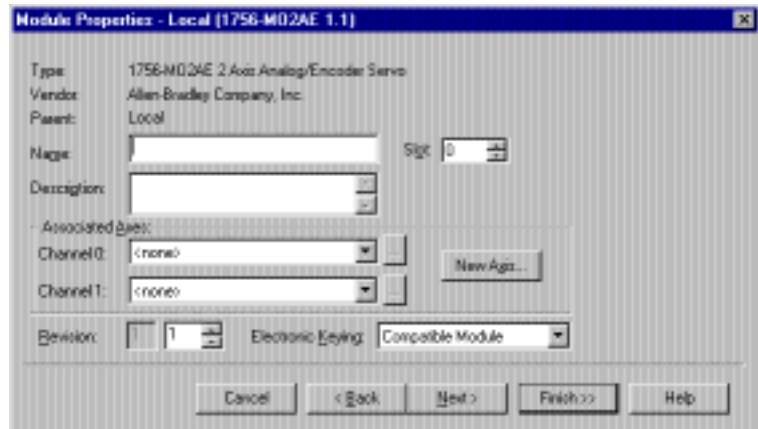 Module Properties - Local (1756-M02AE 1.1)
Type: 1756-M02AE 2 Axis Analog/Encoder Servo
Vendor: Allen-Bradley Company, Inc.
Parent: Local
Name: Slot: 0
Description:
Associated Axes:
Channel 0: <none> ... New Axis...
Channel 1: <none> ...
Revision: 1 1 Electronic Keying: Compatible Module
Cancel < Back Next > Finish >> Help